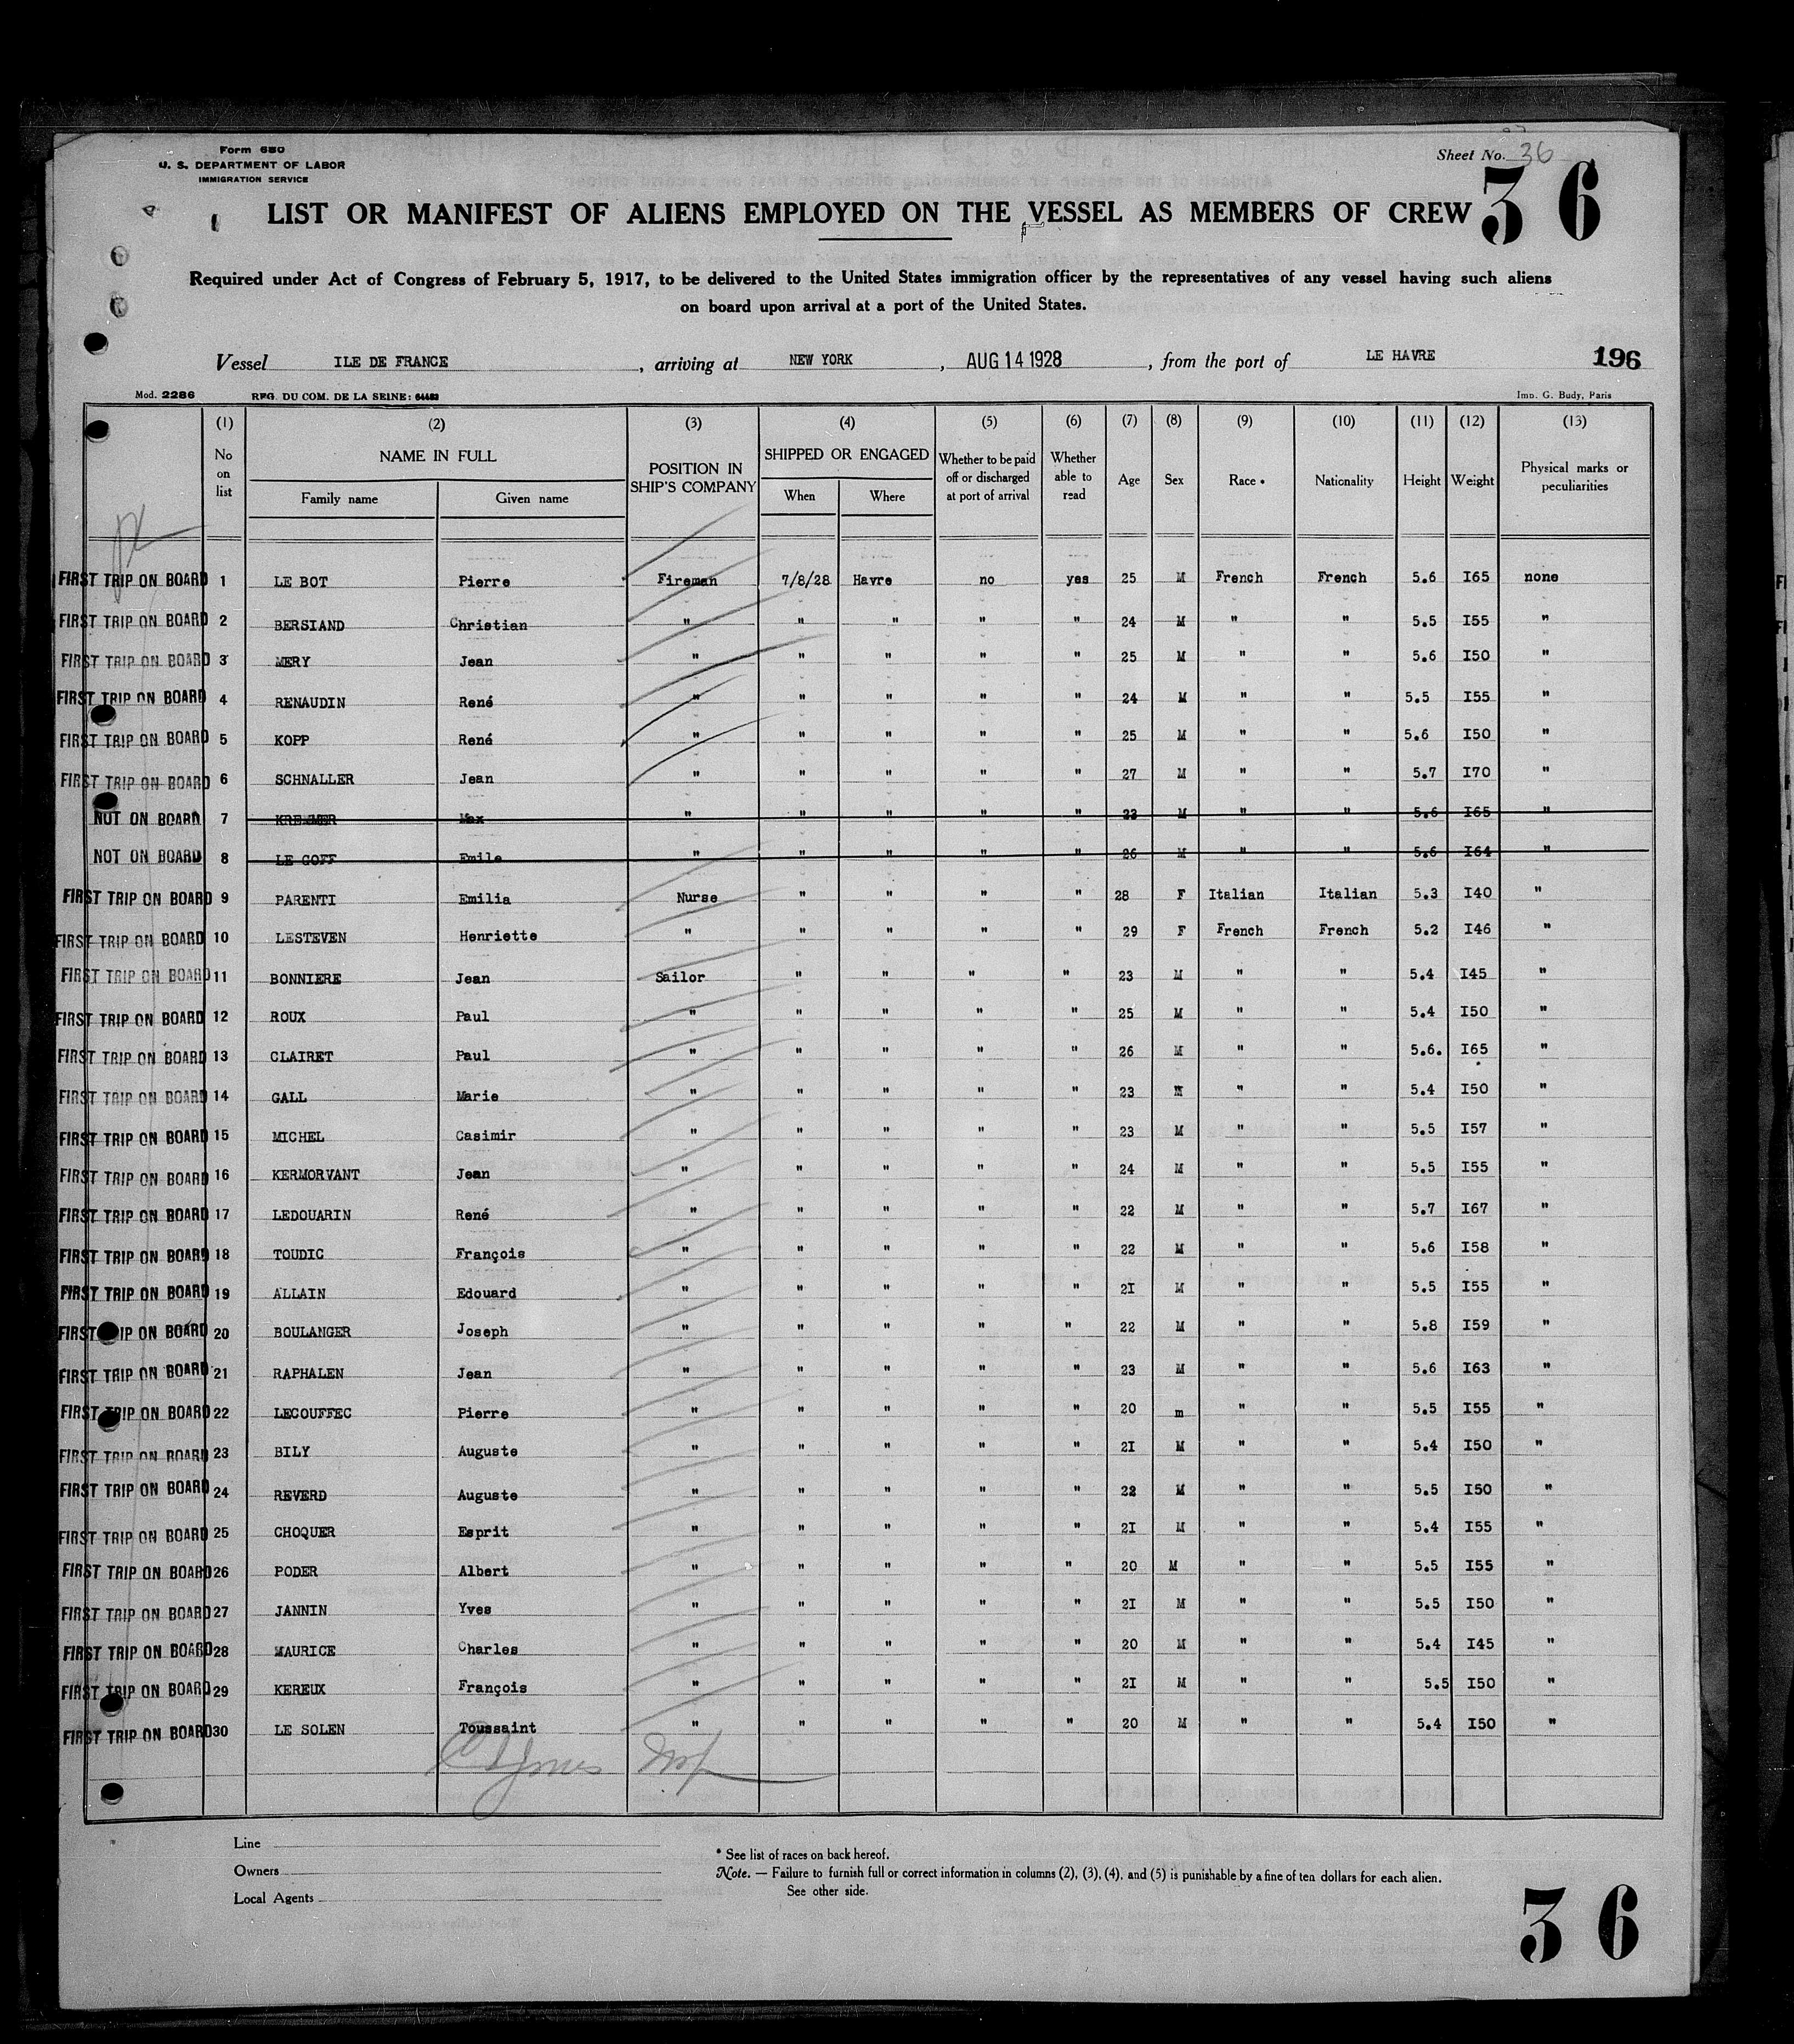 Form 680
U. S. DEPARTMENT OF LABOR
IMMIGRATION SERVICE
Sheet No. 36
36
LIST OR MANIFEST OF ALIENS EMPLOYED ON THE VESSEL AS MEMBERS OF CREW
Required under Act of Congress of February 5, 1917, to be delivered to the United States immigration officer by the representatives of any vessel having such aliens
on board upon arrival at a port of the United States.
Vessel ILE DE FRANCE, arriving at NEW YORK, AUG 14 1928, from the port of LE HAVRE 196
Mod. 2286 REG. DU COM. DE LA SEINE: 64483 Imp. G. Budy, Paris
(1) (2) (3) (4) (5) (6) (7) (8) (9) (10) (11) (12) (13)
No on list NAME IN FULL Family name Given name POSITION IN SHIP'S COMPANY SHIPPED OR ENGAGED When Where Whether to be paid off or discharged at port of arrival Whether able to read Age Sex Race * Nationality Height Weight Physical marks or peculiarities
FIRST TRIP ON BOARD 1 LE BOT Pierre Fireman 7/8/28 Havre no yes 25 M French French 5.6 I65 none
FIRST TRIP ON BOARD 2 BERSIAND Christian " " " " " 24 M " " 5.5 I55 "
FIRST TRIP ON BOARD 3 MERY Jean " " " " " 25 M " " 5.6 I50 "
FIRST TRIP ON BOARD 4 RENAUDIN René " " " " " 24 M " " 5.5 I55 "
FIRST TRIP ON BOARD 5 KOPP René " " " " " 25 M " " 5.6 I50 "
FIRST TRIP ON BOARD 6 SCHNALLER Jean " " " " " 27 M " " 5.7 I70 "
NOT ON BOARD 7 Max " " " " " M " " 5.6 I65 "
NOT ON BOARD 8 LE GOFF Emile " " " " " 26 M " " 5.6 I64 "
FIRST TRIP ON BOARD 9 PARENTI Emilia Nurse " " " " 28 F Italian Italian 5.3 I40 "
FIRST TRIP ON BOARD 10 LESTEVEN Henriette " " " " " 29 F French French 5.2 I46 "
FIRST TRIP ON BOARD 11 BONNIERE Jean Sailor " " " " 23 M " " 5.4 I45 "
FIRST TRIP ON BOARD 12 ROUX Paul " " " " " 25 M " " 5.4 I50 "
FIRST TRIP ON BOARD 13 CLAIRET Paul " " " " " 26 M " " 5.6. I65 "
FIRST TRIP ON BOARD 14 GALL Marie " " " " " 23 M " " 5.4 I50 "
FIRST TRIP ON BOARD 15 MICHEL Casimir " " " " " 23 M " " 5.5 I57 "
FIRST TRIP ON BOARD 16 KERMORVANT Jean " " " " " 24 M " " 5.5 I55 "
FIRST TRIP ON BOARD 17 LEDOUARIN René " " " " " 22 M " " 5.7 I67 "
FIRST TRIP ON BOARD 18 TOUDIC François " " " " " 22 M " " 5.6 I58 "
FIRST TRIP ON BOARD 19 ALLAIN Edouard " " " " " 2I M " " 5.5 I55 "
FIRST TRIP ON BOARD 20 BOULANGER Joseph " " " " " 22 M " " 5.8 I59 "
FIRST TRIP ON BOARD 21 RAPHALEN Jean " " " " " 23 M " " 5.6 I63 "
FIRST TRIP ON BOARD 22 LECOUFFEC Pierre " " " " " 20 m " " 5.5 I55 "
FIRST TRIP ON BOARD 23 BILY Auguste " " " " " 2I M " " 5.4 I50 "
FIRST TRIP ON BOARD 24 REVERD Auguste " " " " " 22 M " " 5.5 I50 "
FIRST TRIP ON BOARD 25 CHOQUER Esprit " " " " " 2I M " " 5.4 I55 "
FIRST TRIP ON BOARD 26 PODER Albert " " " " " 20 M " " 5.5 I55 "
FIRST TRIP ON BOARD 27 JANNIN Yves " " " " " 2I M " " 5.5 I50 "
FIRST TRIP ON BOARD 28 MAURICE Charles " " " " " 20 M " " 5.4 I45 "
FIRST TRIP ON BOARD 29 KEREUX François " " " " " 2I M " " 5.5 I50 "
FIRST TRIP ON BOARD 30 LE SOLEN Toussaint " " " " " 20 M " " 5.4 I50 "
Line
Owners
Local Agents
* See list of races on back hereof.
Note. — Failure to furnish full or correct information in columns (2), (3), (4), and (5) is punishable by a fine of ten dollars for each alien.
See other side.
36